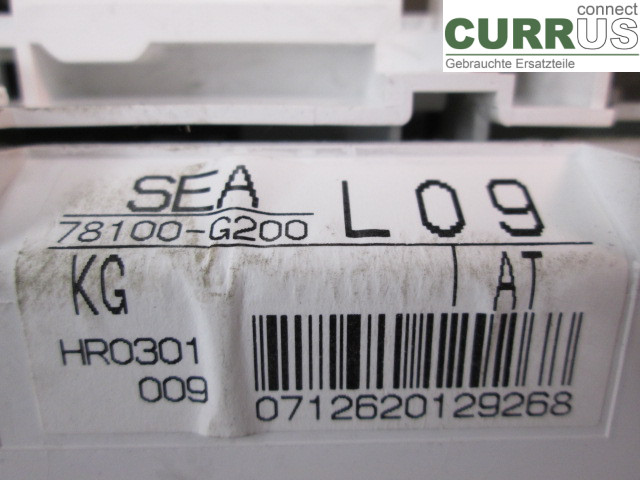 connect
CURRUS
Gebrauchte Ersatzteile
SEA L09
78100-G200
KG AT
HR0301
009
0712620129268